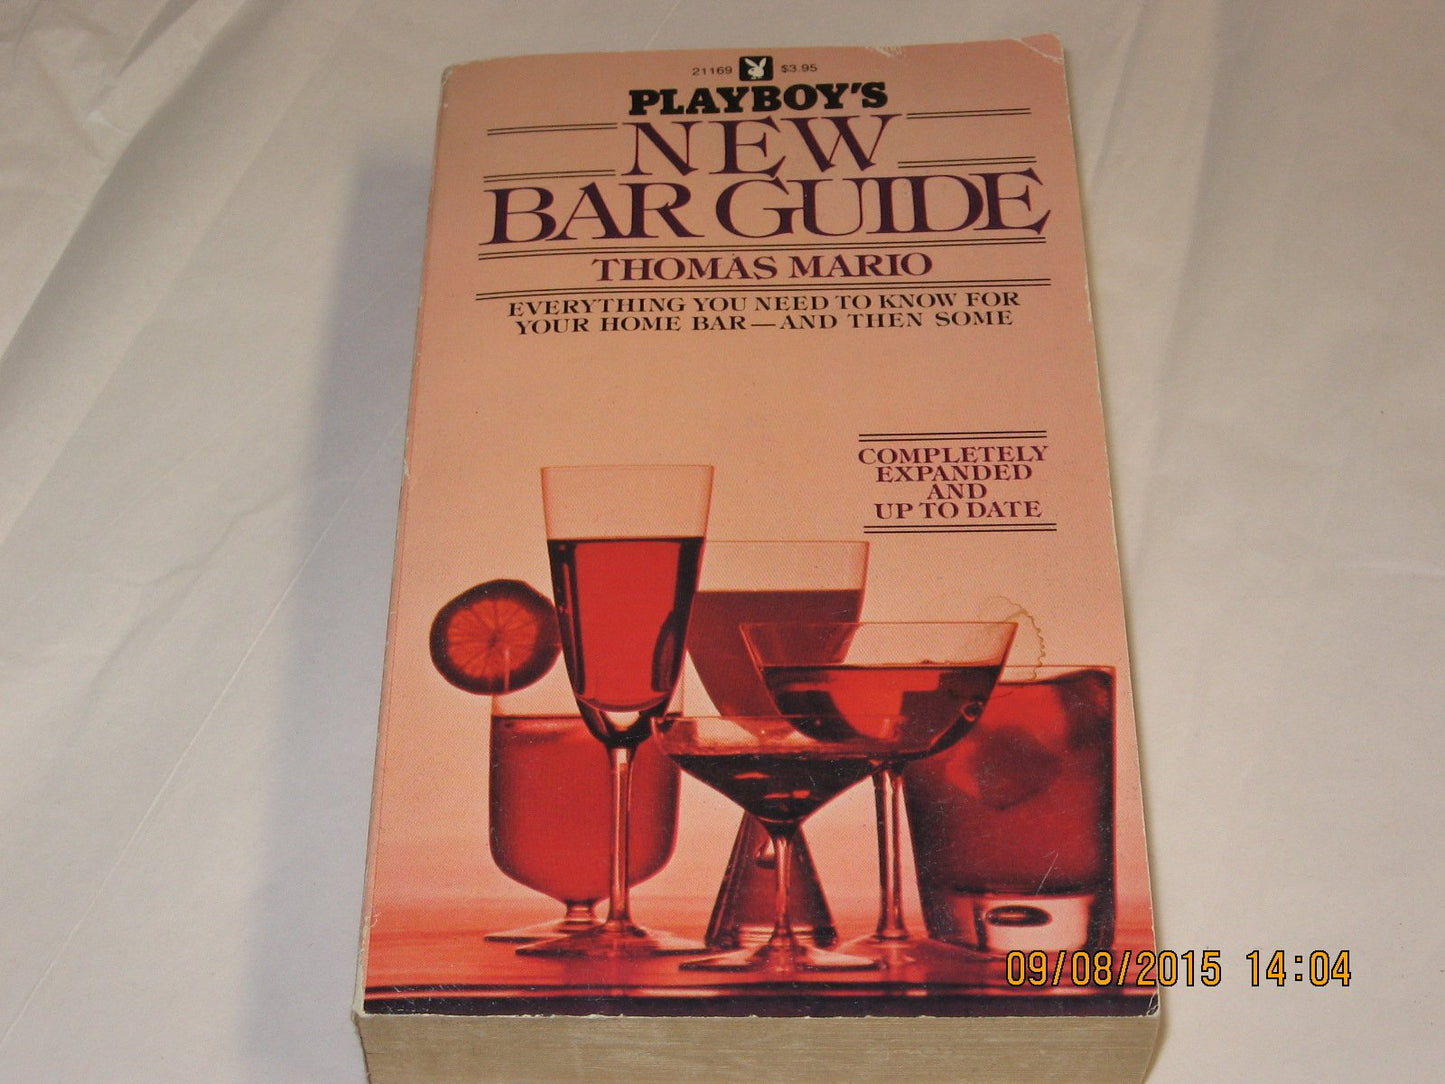 21169 $3.95
PLAYBOY'S
NEW
BAR GUIDE
THOMAS MARIO
EVERYTHING YOU NEED TO KNOW FOR
YOUR HOME BAR—AND THEN SOME
COMPLETELY
EXPANDED
AND
UP TO DATE
09/08/2015 14:04